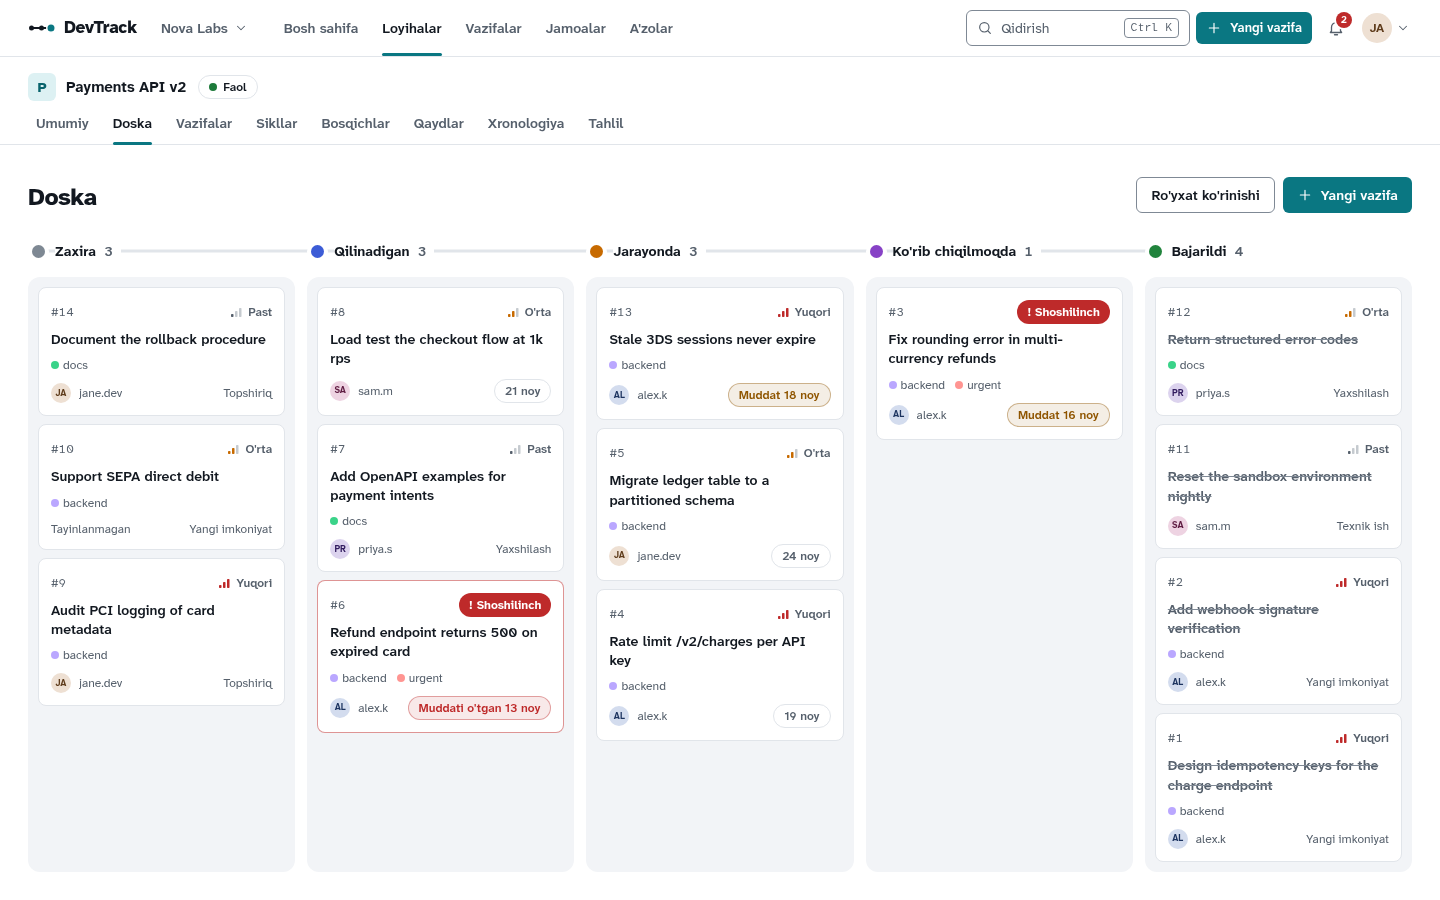 DevTrack
Nova Labs
Bosh sahifa
Loyihalar
Vazifalar
Jamoalar
A'zolar
Qidirish
Ctrl K
Yangi vazifa
2
JA
P
Payments API v2
Faol
Umumiy
Doska
Vazifalar
Sikllar
Bosqichlar
Qaydlar
Xronologiya
Tahlil
Doska
Ro'yxat ko'rinishi
Yangi vazifa
Zaxira 3
#14
Past
Document the rollback procedure
docs
JA jane.dev
Topshiriq
#10
O'rta
Support SEPA direct debit
backend
Tayinlanmagan
Yangi imkoniyat
#9
Yuqori
Audit PCI logging of card
metadata
backend
JA jane.dev
Topshiriq
Qilinadigan 3
#8
O'rta
Load test the checkout flow at 1k
rps
SA sam.m
21 noy
#7
Past
Add OpenAPI examples for
payment intents
docs
PR priya.s
Yaxshilash
#6
! Shoshilinch
Refund endpoint returns 500 on
expired card
backend urgent
AL alex.k
Muddati o'tgan 13 noy
Jarayonda 3
#13
Yuqori
Stale 3DS sessions never expire
backend
AL alex.k
Muddat 18 noy
#5
O'rta
Migrate ledger table to a
partitioned schema
backend
JA jane.dev
24 noy
#4
Yuqori
Rate limit /v2/charges per API
key
backend
AL alex.k
19 noy
Ko'rib chiqilmoqda 1
#3
! Shoshilinch
Fix rounding error in multi-
currency refunds
backend urgent
AL alex.k
Muddat 16 noy
Bajarildi 4
#12
O'rta
Return structured error codes
docs
PR priya.s
Yaxshilash
#11
Past
Reset the sandbox environment
nightly
SA sam.m
Texnik ish
#2
Yuqori
Add webhook signature
verification
backend
AL alex.k
Yangi imkoniyat
#1
Yuqori
Design idempotency keys for the
charge endpoint
backend
AL alex.k
Yangi imkoniyat